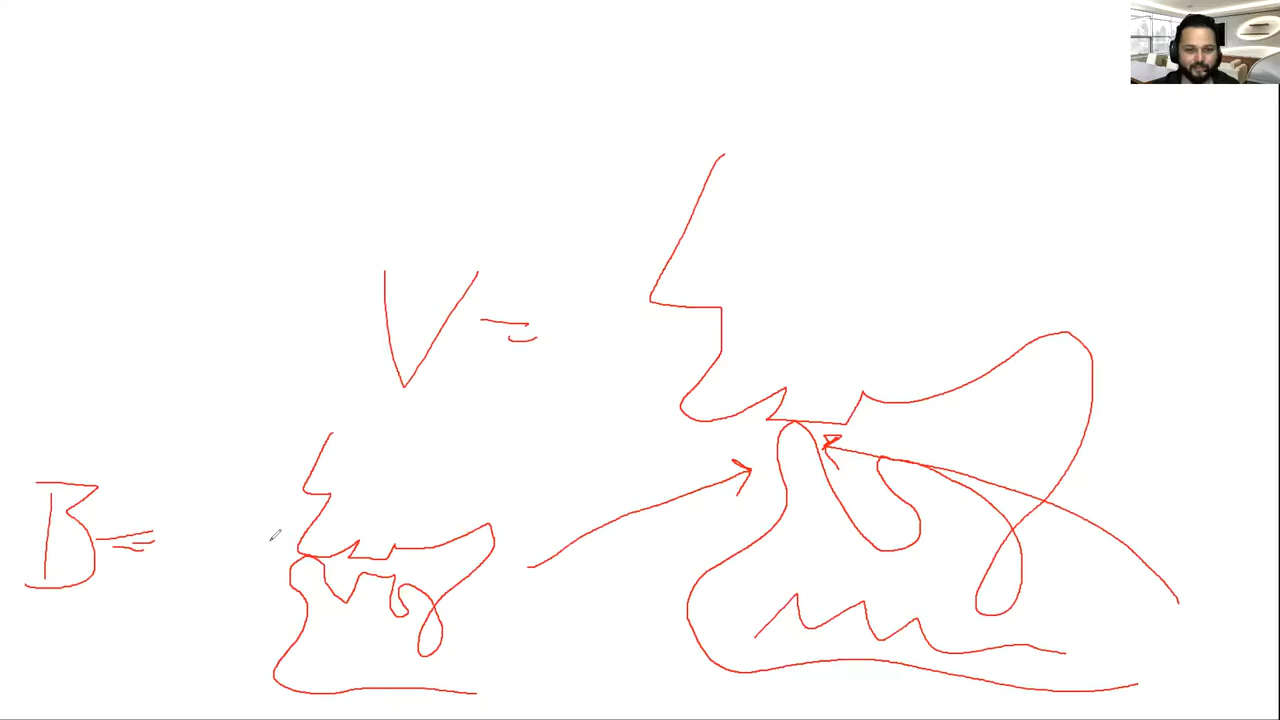 V =
B =